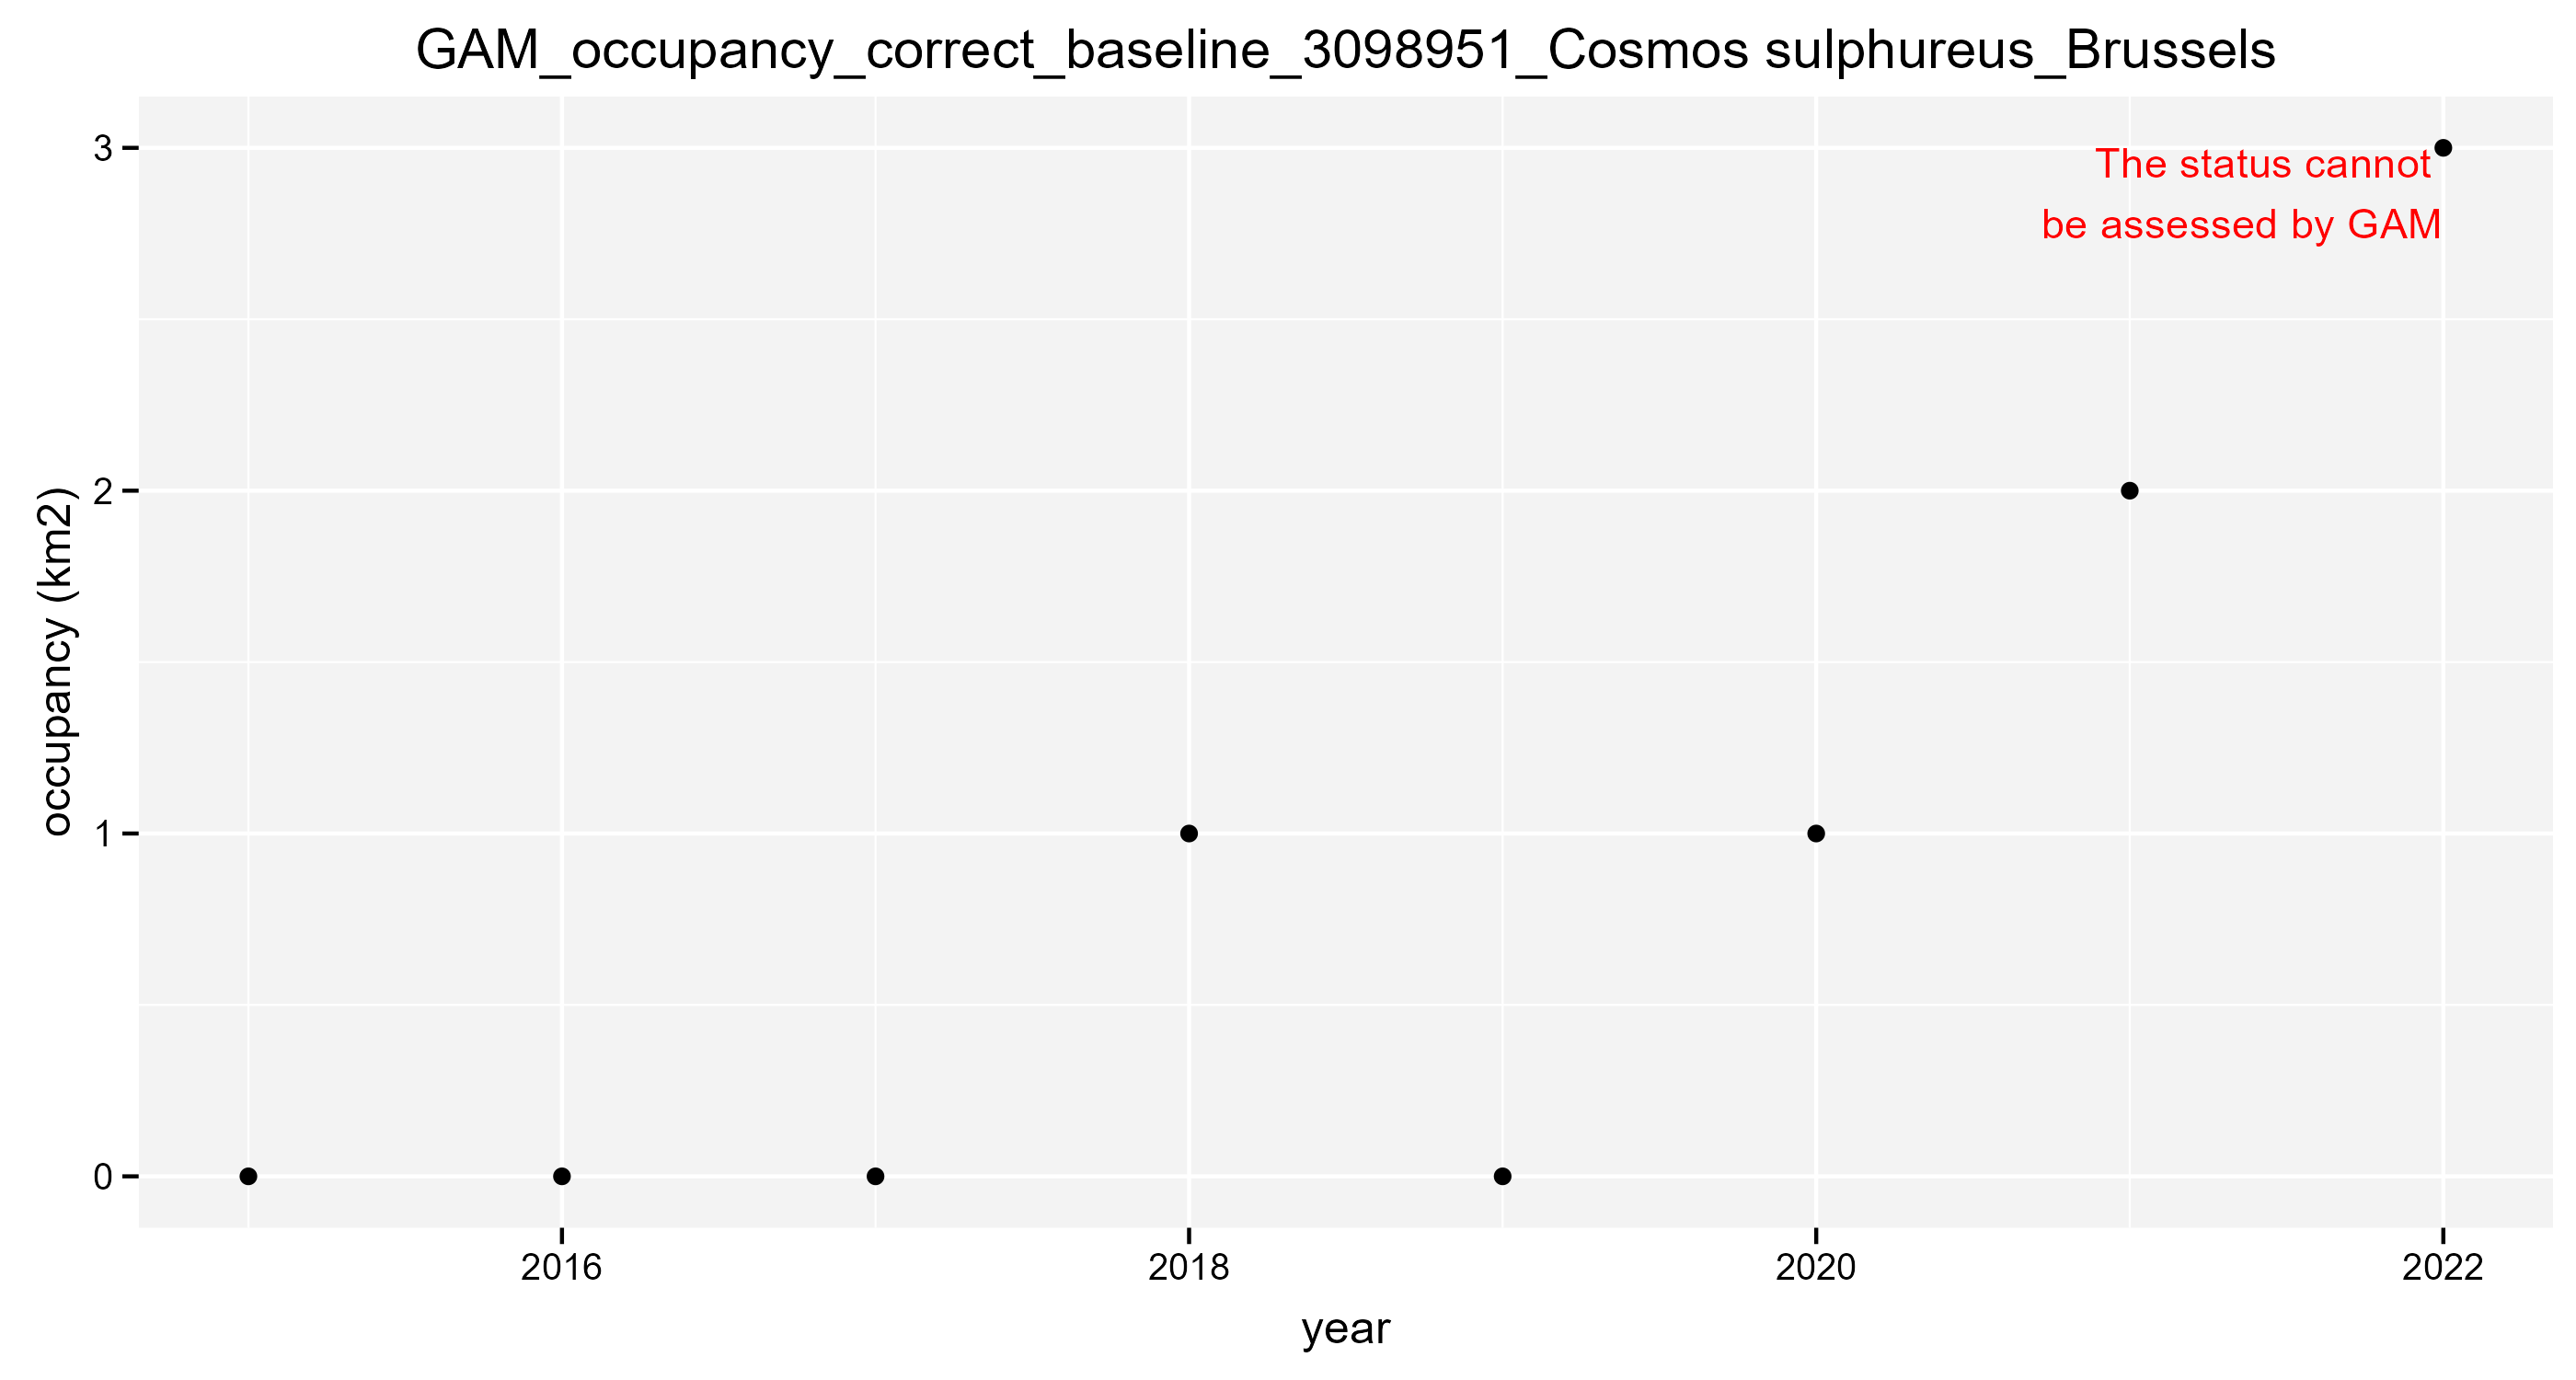 GAM_occupancy_correct_baseline_3098951_Cosmos sulphureus_Brussels
3
The status cannot
be assessed by GAM
2
occupancy (km2)
1
0
2016 2018 2020 2022
year